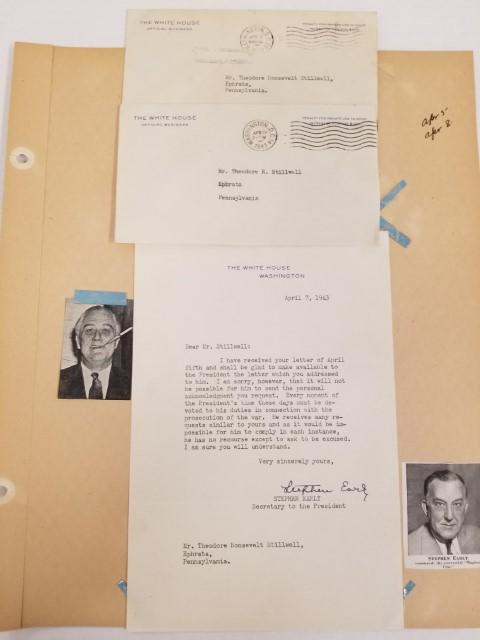 THE WHITE HOUSE
OFFICIAL BUSINESS
Mr. Theodore Roosevelt Stillwell,
Ephrata,
Pennsylvania.
Apr 5
Apr 8
THE WHITE HOUSE
OFFICIAL BUSINESS
WASHINGTON, D.C.
1943
Mr. Theodore R. Stillwell
Ephrata
Pennsylvania
THE WHITE HOUSE
WASHINGTON
April 7, 1943
Dear Mr. Stillwell:
I have received your letter of April
fifth and shall be glad to make available to
the President the letter which you addressed
to him. I am sorry, however, that it will not
be possible for him to send the personal
acknowledgment you request. Every moment of
the President's time these days must be de-
voted to his duties in connection with the
prosecution of the war. He receives many re-
quests similar to yours and as it would be im-
possible for him to comply in each instance,
he has no recourse except to ask to be excused.
I am sure you will understand.
Very sincerely yours,
Stephen Early
STEPHEN EARLY
Secretary to the President
Mr. Theodore Roosevelt Stillwell,
Ephrata,
Pennsylvania.
STEPHEN EARLY